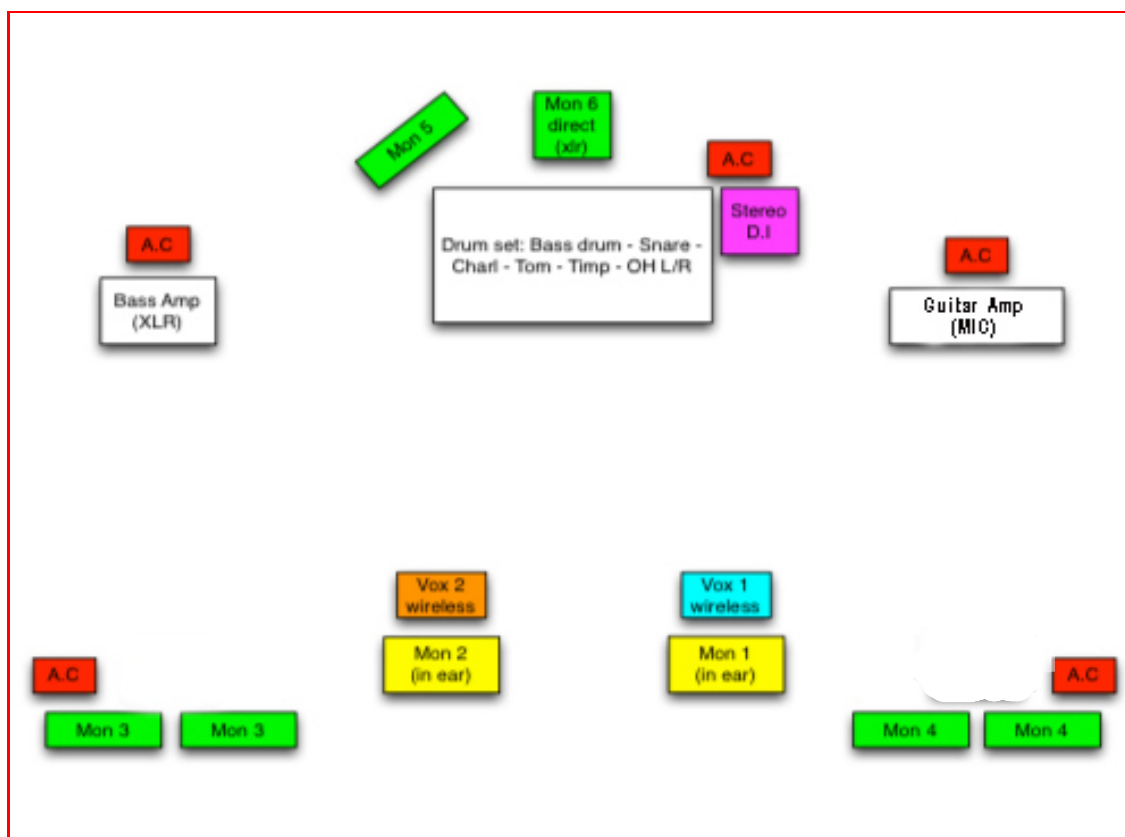 Mon 5
Mon 6
direct
(xlr)
A.C
Stereo
D.I
Drum set: Bass drum - Snare -
Charl - Tom - Timp - OH L/R
A.C
Bass Amp
(XLR)
A.C
Guitar Amp
(MIC)
Vox 2
wireless
Vox 1
wireless
Mon 2
(in ear)
Mon 1
(in ear)
A.C
A.C
Mon 3
Mon 3
Mon 4
Mon 4